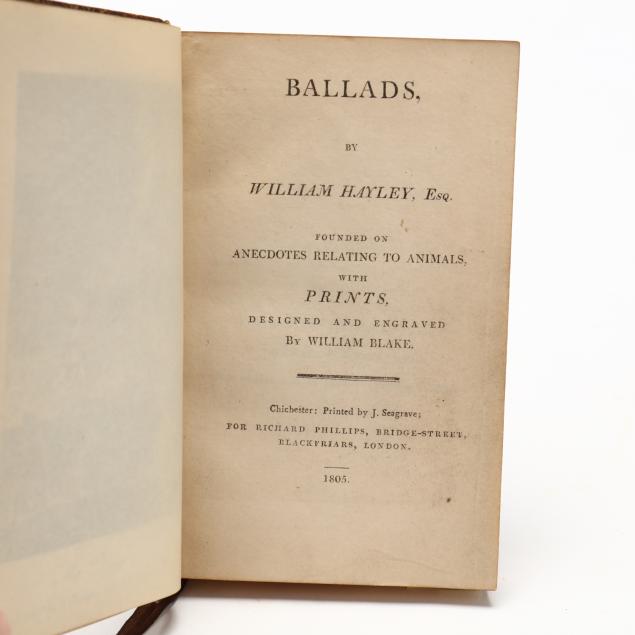 BALLADS,
BY
WILLIAM HAYLEY, Esq.
FOUNDED ON
ANECDOTES RELATING TO ANIMALS,
WITH
PRINTS,
DESIGNED AND ENGRAVED
By WILLIAM BLAKE.
Chichester: Printed by J. Seagrave;
FOR RICHARD PHILLIPS, BRIDGE-STREET,
BLACKFRIARS, LONDON.
1805.